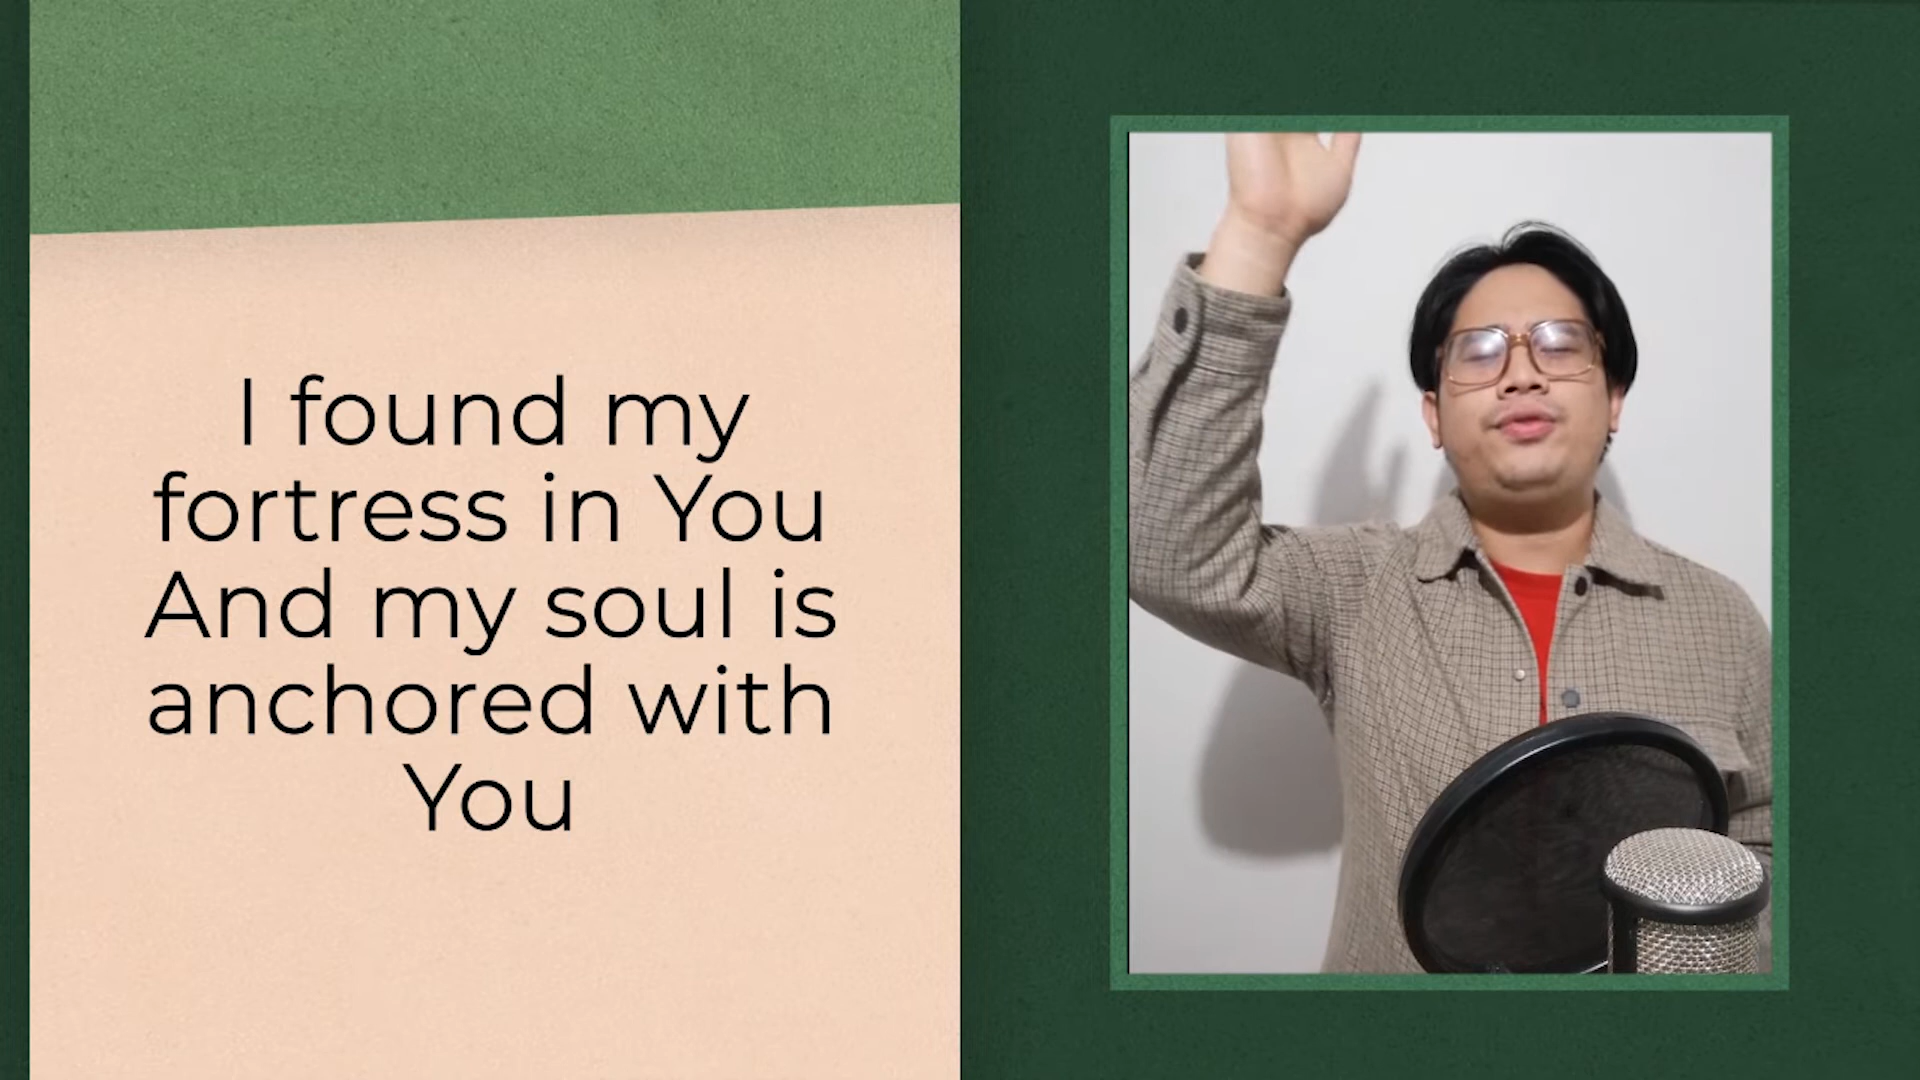 I found my
fortress in You
And my soul is
anchored with
You